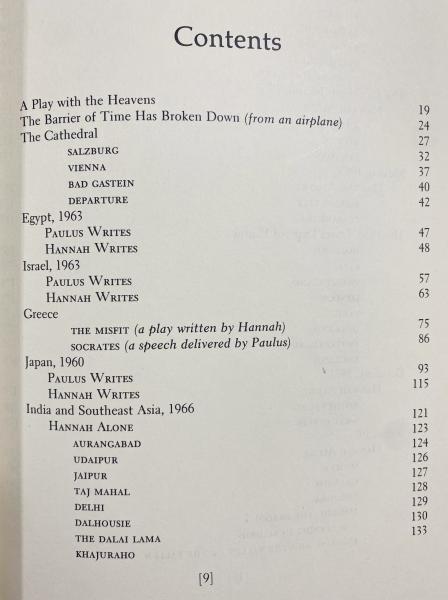 Contents
A Play with the Heavens 19
The Barrier of Time Has Broken Down (from an airplane) 24
The Cathedral 27
SALZBURG 32
VIENNA 37
BAD GASTEIN 40
DEPARTURE 42
Egypt, 1963
PAULUS WRITES 47
HANNAH WRITES 48
Israel, 1963
PAULUS WRITES 57
HANNAH WRITES 63
Greece
THE MISFIT (a play written by Hannah) 75
SOCRATES (a speech delivered by Paulus) 86
Japan, 1960
PAULUS WRITES 93
HANNAH WRITES 115
India and Southeast Asia, 1966
HANNAH ALONE 121
AURANGABAD 123
UDAIPUR 124
JAIPUR 126
TAJ MAHAL 127
DELHI 128
DALHOUSIE 129
THE DALAI LAMA 130
KHAJURAHO 133
[9]